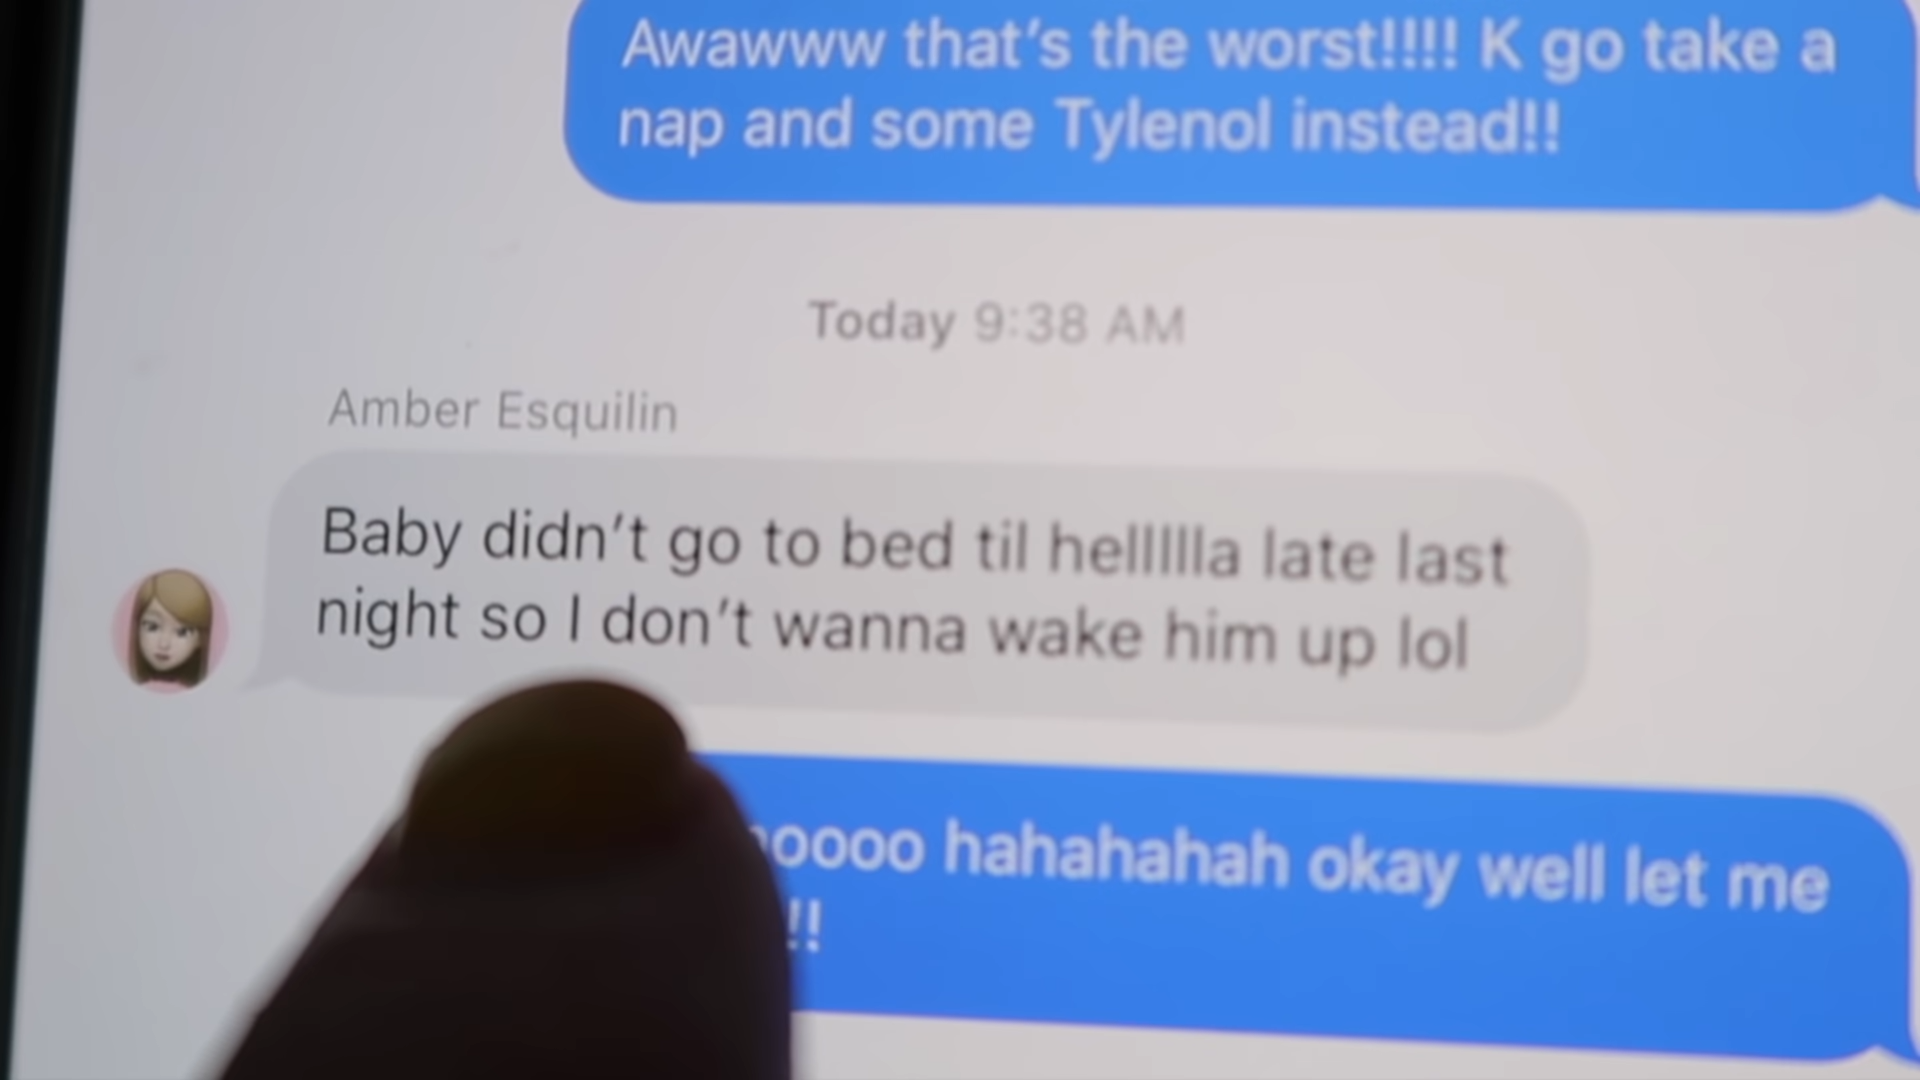 Awawww that's the worst!!!! K go take a
nap and some Tylenol instead!!
Today 9:38 AM
Amber Esquilin
Baby didn't go to bed til helllllla late last
night so I don't wanna wake him up lol
hahahahah okay well let me
!!